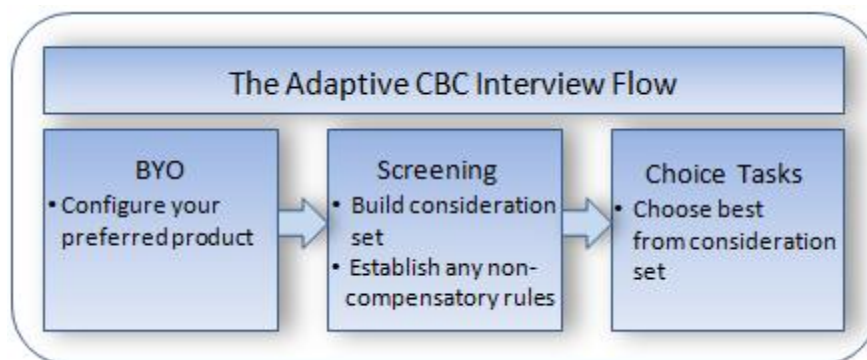 The Adaptive CBC Interview Flow
BYO
• Configure your
preferred product
Screening
• Build consideration
set
• Establish any non-
compensatory rules
Choice Tasks
• Choose best
from consideration
set